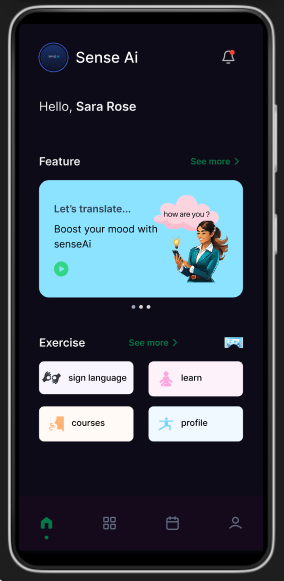 Sense Ai
Hello, Sara Rose
Feature
See more >
Let's translate...
how are you ?
Boost your mood with
senseAi
Exercise
See more >
sign language
learn
courses
profile